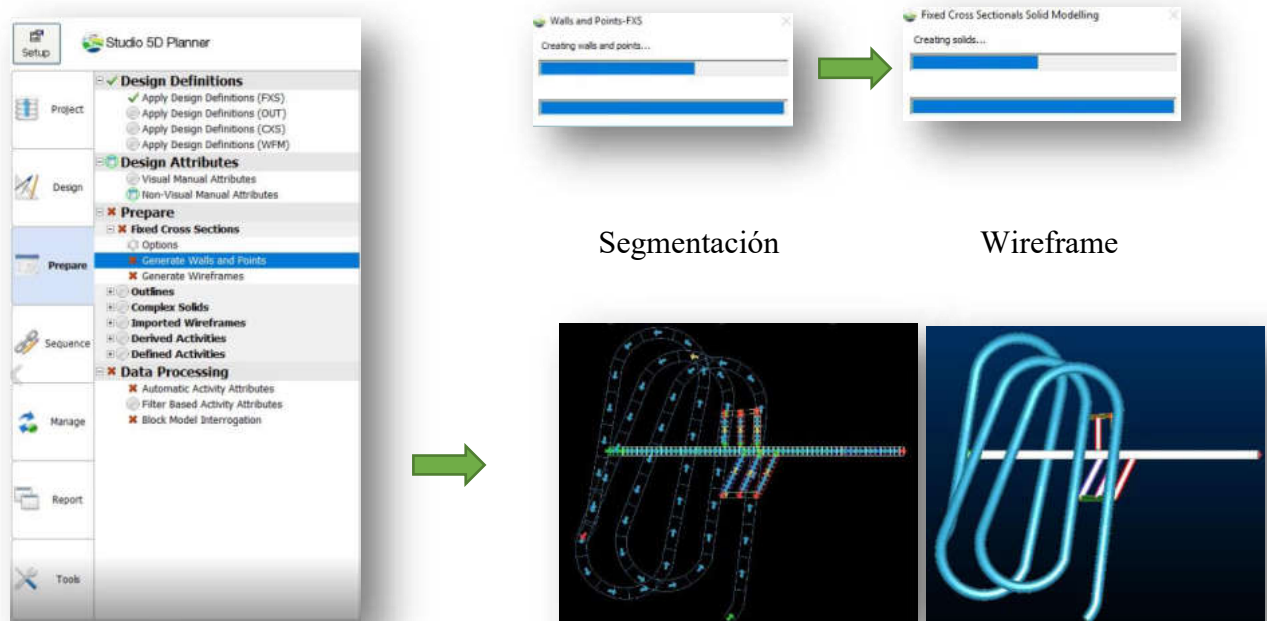 Setup
Studio 5D Planner
Project
Design
Prepare
Sequence
Manage
Report
Tools
Design Definitions
Apply Design Definitions (FXS)
Apply Design Definitions (OUT)
Apply Design Definitions (CXS)
Apply Design Definitions (WFM)
Design Attributes
Visual Manual Attributes
Non-Visual Manual Attributes
Prepare
Fixed Cross Sections
Options
Generate Walls and Points
Generate Wireframes
Outlines
Complex Solids
Imported Wireframes
Derived Activities
Defined Activities
Data Processing
Automatic Activity Attributes
Filter Based Activity Attributes
Block Model Interrogation
Walls and Points-FXS
Creating walls and points...
Fixed Cross Sectionals Solid Modelling
Creating solids...
Segmentación
Wireframe